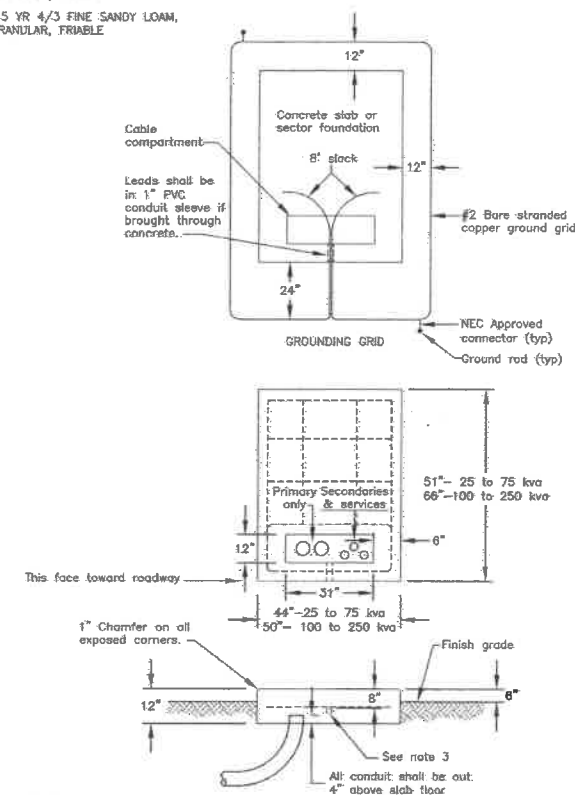 5 YR 4/3 FINE SANDY LOAM,
RANULAR, FRIABLE
12"
Concrete slab or
sector foundation
Cable
compartment
8' slack
12"
Leads shall be
in 1" PVC
conduit sleeve if
brought through
concrete.
#2 Bare stranded
copper ground grid
24"
NEC Approved
connector (typ)
GROUNDING GRID
Ground rod (typ)
51"- 25 to 75 kva
66"-100 to 250 kva
Primary Secondaries
only & services
12"
6"
This face toward roadway
31"
44"-25 to 75 kva
50"- 100 to 250 kva
1" Chamfer on all
exposed corners.
Finish grade
12"
8"
6"
See note 3
All conduit shall be cut
4" above slab floor